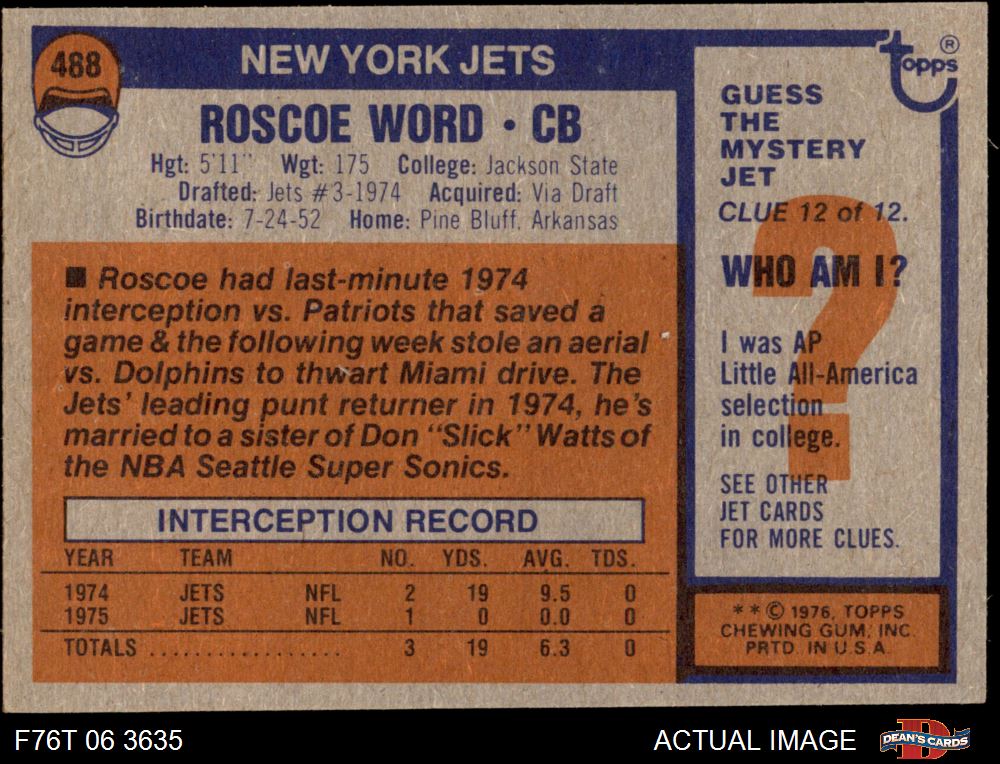 488
NEW YORK JETS
ROSCOE WORD • CB
Hgt: 5'11" Wgt: 175 College: Jackson State
Drafted: Jets #3-1974 Acquired: Via Draft
Birthdate: 7-24-52 Home: Pine Bluff, Arkansas
■ Roscoe had last-minute 1974
interception vs. Patriots that saved a
game & the following week stole an aerial
vs. Dolphins to thwart Miami drive. The
Jets' leading punt returner in 1974, he's
married to a sister of Don "Slick" Watts of
the NBA Seattle Super Sonics.
INTERCEPTION RECORD
YEAR TEAM NO. YDS. AVG. TDS.
1974 JETS NFL 2 19 9.5 0
1975 JETS NFL 1 0 0.0 0
TOTALS ................. 3 19 6.3 0
topps ®
GUESS
THE
MYSTERY
JET
CLUE 12 of 12.
WHO AM I?
?
I was AP
Little All-America
selection
in college.
SEE OTHER
JET CARDS
FOR MORE CLUES.
* * © 1976, TOPPS
CHEWING GUM, INC.
PRTD. IN U.S.A.
F76T 06 3635
ACTUAL IMAGE
D
DEAN'S CARDS